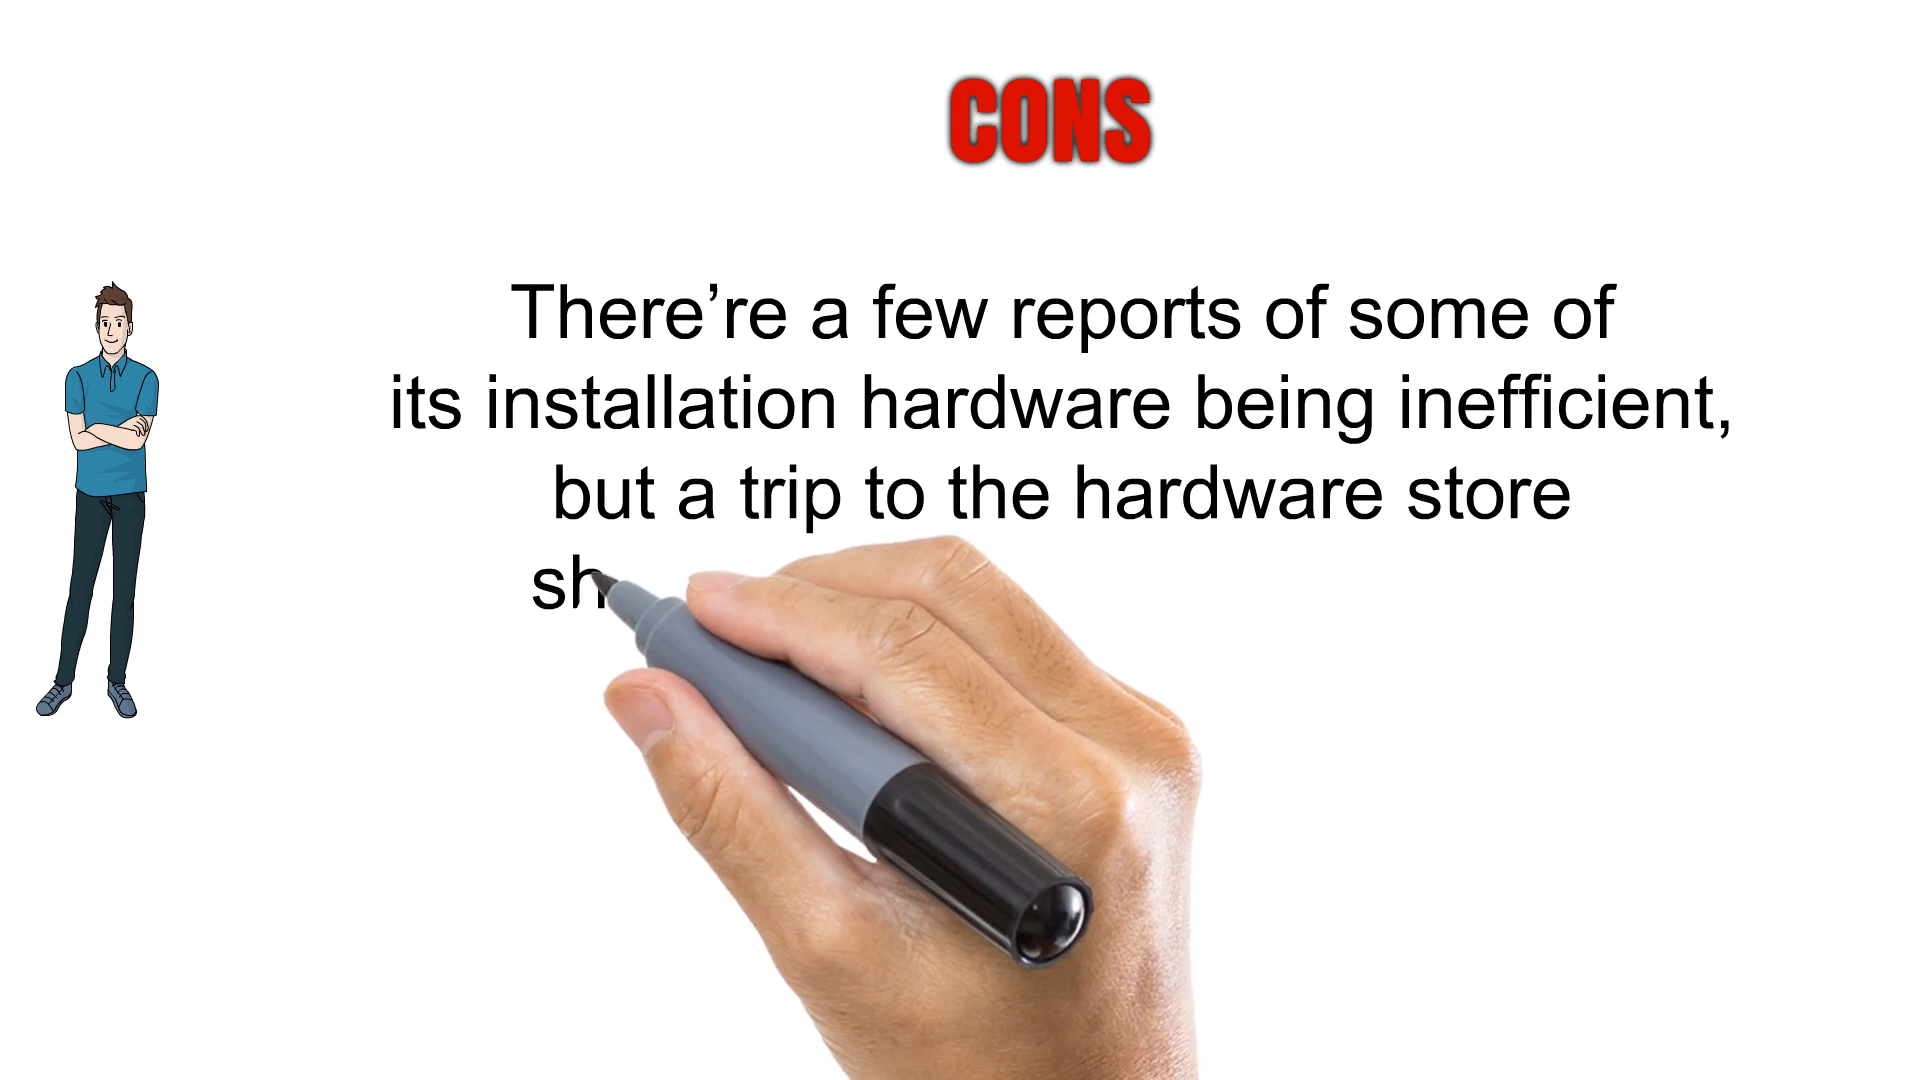 CONS
There’re a few reports of some of
its installation hardware being inefficient,
but a trip to the hardware store
sh